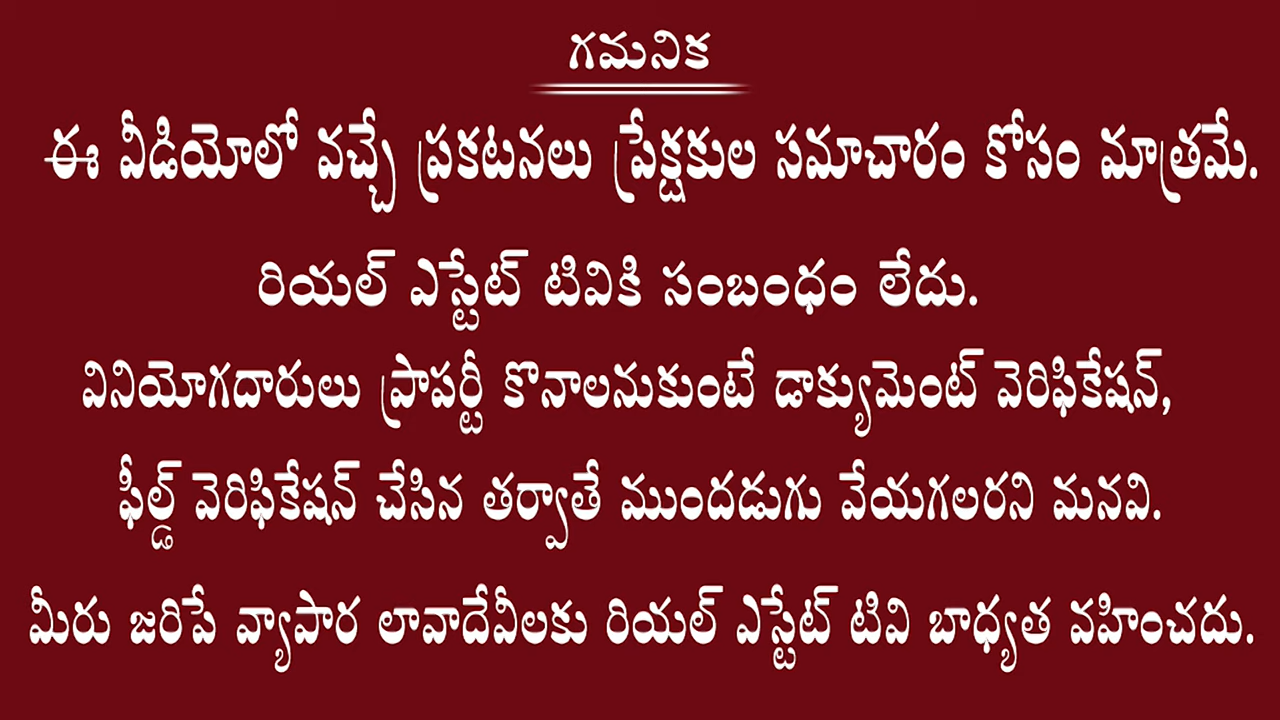 గమనిక
ఈ వీడియోలో వచ్చే ప్రకటనలు ప్రేక్షకుల సమాచారం కోసం మాత్రమే.
రియల్ ఎస్టేట్ టివికి సంబంధం లేదు.
వినియోగదారులు ప్రాపర్టీ కొనాలనుకుంటే డాక్యుమెంట్ వెరిఫికేషన్,
ఫీల్డ్ వెరిఫికేషన్ చేసిన తర్వాతే ముందడుగు వేయగలరని మనవి.
మీరు జరిపే వ్యాపార లావాదేవీలకు రియల్ ఎస్టేట్ టివి బాధ్యత వహించదు.